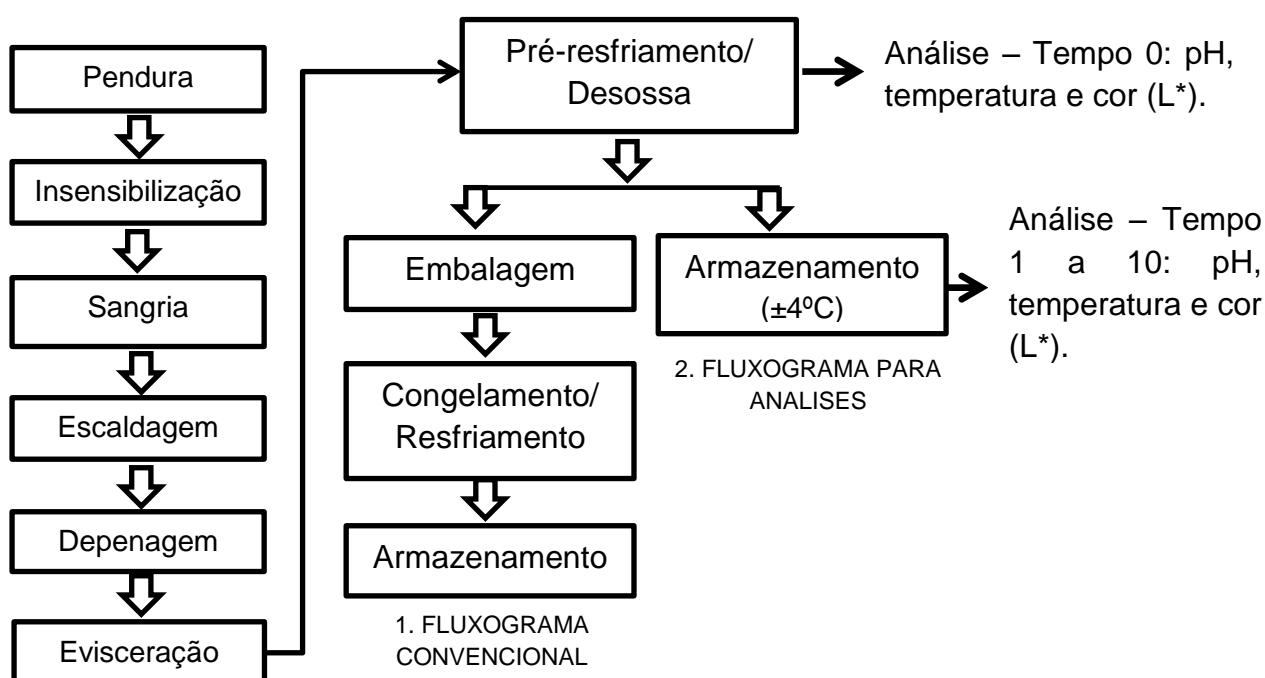 Pendura
Insensibilização
Sangria
Escaldagem
Depenagem
Evisceração
Pré-resfriamento/
Desossa
Análise – Tempo 0: pH,
temperatura e cor (L*).
Embalagem
Congelamento/
Resfriamento
Armazenamento
1. FLUXOGRAMA
CONVENCIONAL
Armazenamento
(±4ºC)
2. FLUXOGRAMA PARA
ANALISES
Análise – Tempo
1 a 10: pH,
temperatura e cor
(L*).